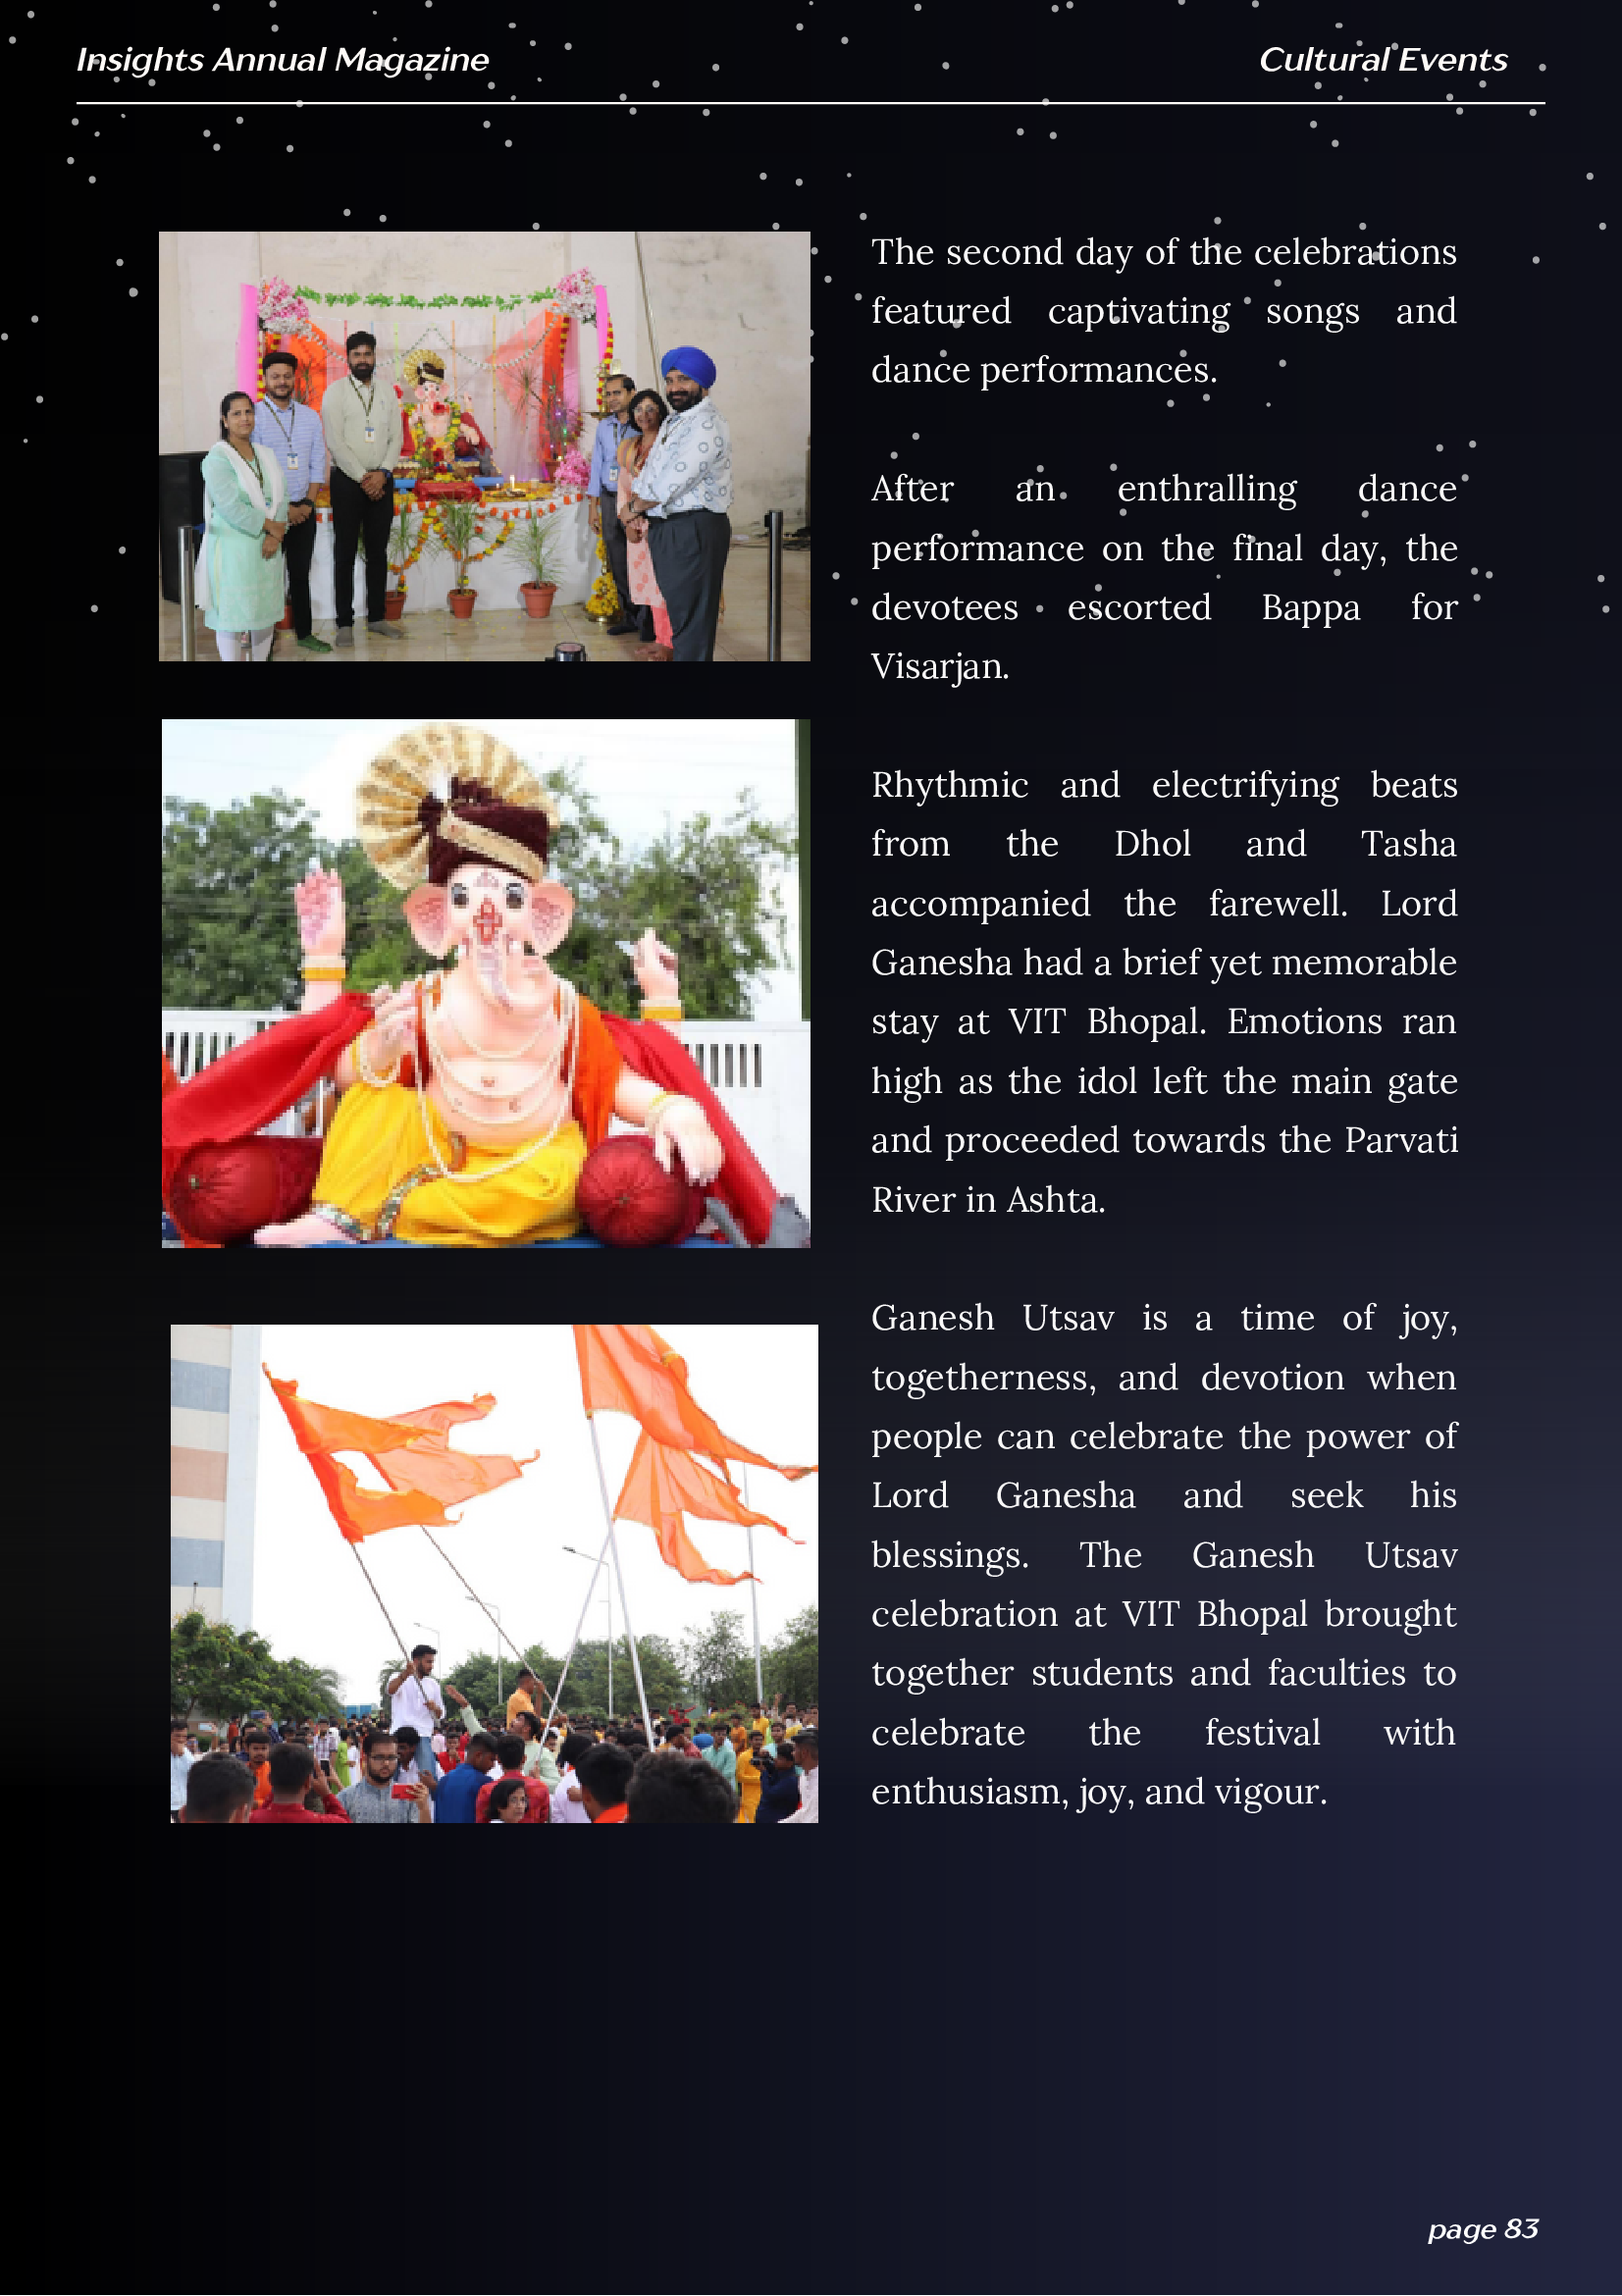 Insights Annual Magazine
Cultural Events
The second day of the celebrations
featured captivating songs and
dance performances.
After an enthralling dance
performance on the final day, the
devotees escorted Bappa for
Visarjan.
Rhythmic and electrifying beats
from the Dhol and Tasha
accompanied the farewell. Lord
Ganesha had a brief yet memorable
stay at VIT Bhopal. Emotions ran
high as the idol left the main gate
and proceeded towards the Parvati
River in Ashta.
Ganesh Utsav is a time of joy,
togetherness, and devotion when
people can celebrate the power of
Lord Ganesha and seek his
blessings. The Ganesh Utsav
celebration at VIT Bhopal brought
together students and faculties to
celebrate the festival with
enthusiasm, joy, and vigour.
page 83